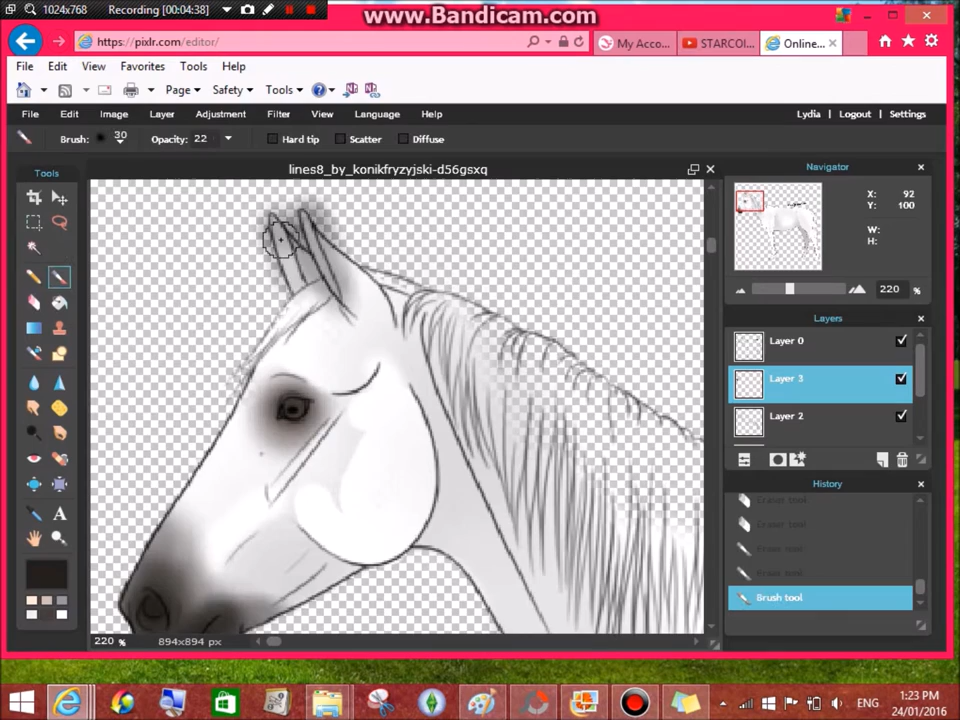 1024x768
Recording [00:04:38]
www.Bandicam.com
https://pixlr.com/editor/
My Acco...
STARCOI...
Online...
File Edit View Favorites Tools Help
Page Safety Tools
File Edit Image Layer Adjustment Filter View Language Help
Lydia Logout Settings
Brush: 30 Opacity: 22 Hard tip Scatter Diffuse
Tools
lines8_by_konikfryzyjski-d56gsxq
Navigator
X: 92
Y: 100
W:
H:
220 %
Layers
Layer 0
Layer 3
Layer 2
History
Eraser tool
Eraser tool
Erase tool
Erase tool
Brush tool
220 % 894x894 px
ENG
1:23 PM
24/01/2016